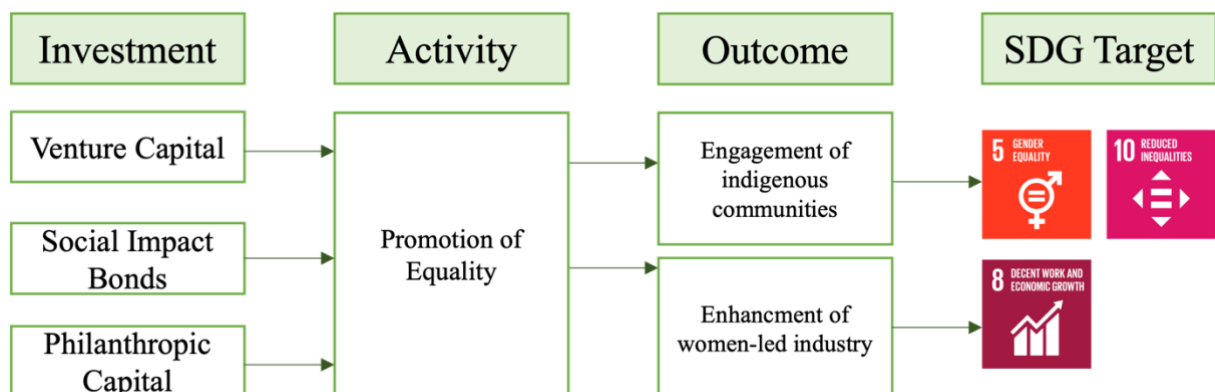 Investment
Activity
Outcome
SDG Target
Venture Capital
Social Impact
Bonds
Philanthropic
Capital
Promotion of
Equality
Engagement of
indigenous
communities
Enhancment of
women-led industry
5 GENDER
EQUALITY
10 REDUCED
INEQUALITIES
8 DECENT WORK AND
ECONOMIC GROWTH